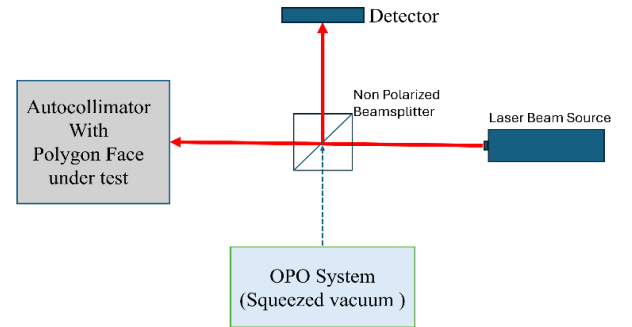 Detector
Non Polarized
Beamsplitter
Laser Beam Source
Autocollimator
With
Polygon Face
under test
OPO System
(Squeezed vacuum )